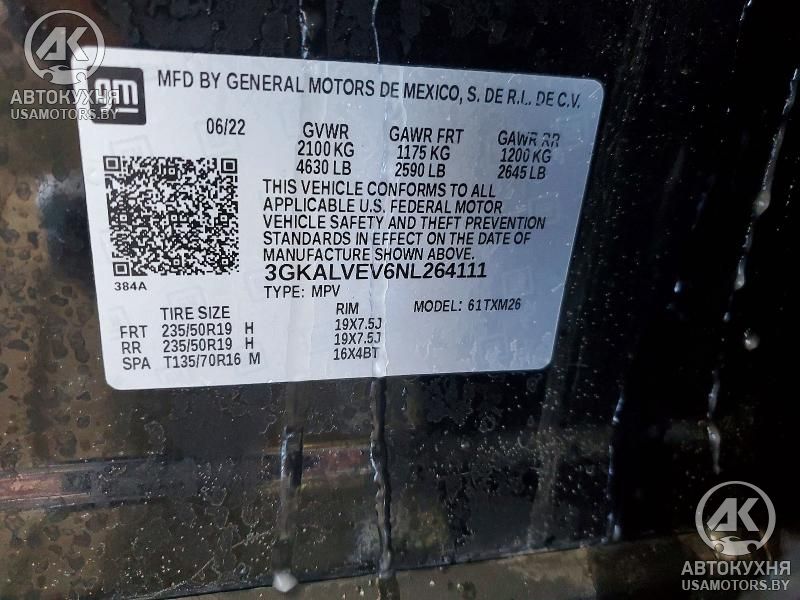 AK
АВТОКУХНЯ
USAMOTORS.BY
gm
MFD BY GENERAL MOTORS DE MEXICO, S. DE R.L. DE C.V.
06/22 GVWR GAWR FRT GAWR RR
2100 KG 1175 KG 1200 KG
4630 LB 2590 LB 2645 LB
THIS VEHICLE CONFORMS TO ALL
APPLICABLE U.S. FEDERAL MOTOR
VEHICLE SAFETY AND THEFT PREVENTION
STANDARDS IN EFFECT ON THE DATE OF
MANUFACTURE SHOWN ABOVE.
384A
3GKALVEV6NL264111
TYPE: MPV MODEL: 61TXM26
TIRE SIZE RIM
FRT 235/50R19 H 19X7.5J
RR 235/50R19 H 19X7.5J
SPA T135/70R16 M 16X4BT
AK
АВТОКУХНЯ
USAMOTORS.BY